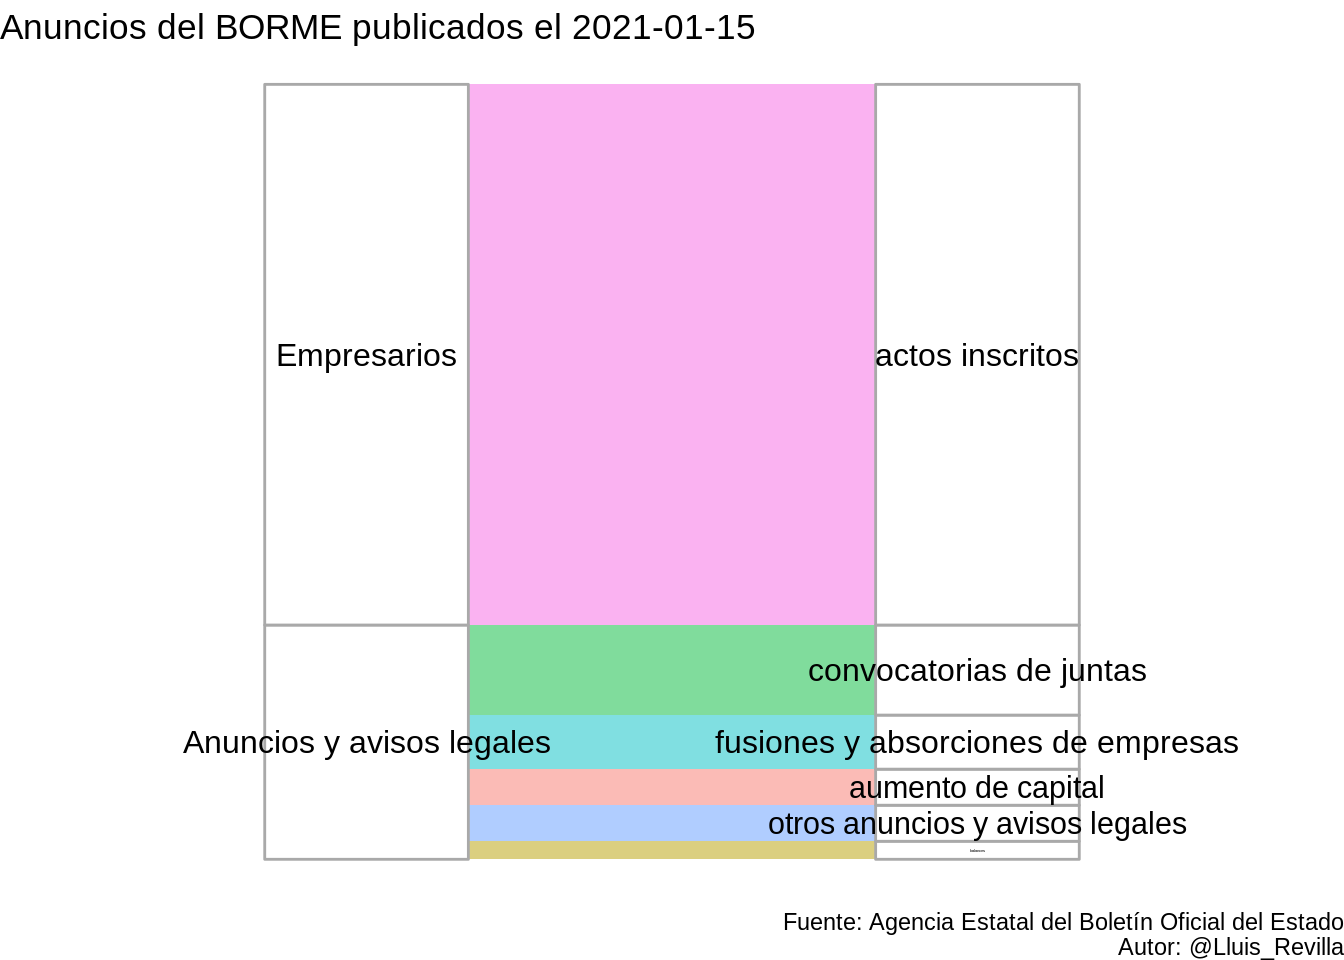 Anuncios del BORME publicados el 2021-01-15
Empresarios
actos inscritos
convocatorias de juntas
Anuncios y avisos legales
fusiones y absorciones de empresas
aumento de capital
otros anuncios y avisos legales
Fuente: Agencia Estatal del Boletín Oficial del Estado
Autor: @Lluis_Revilla